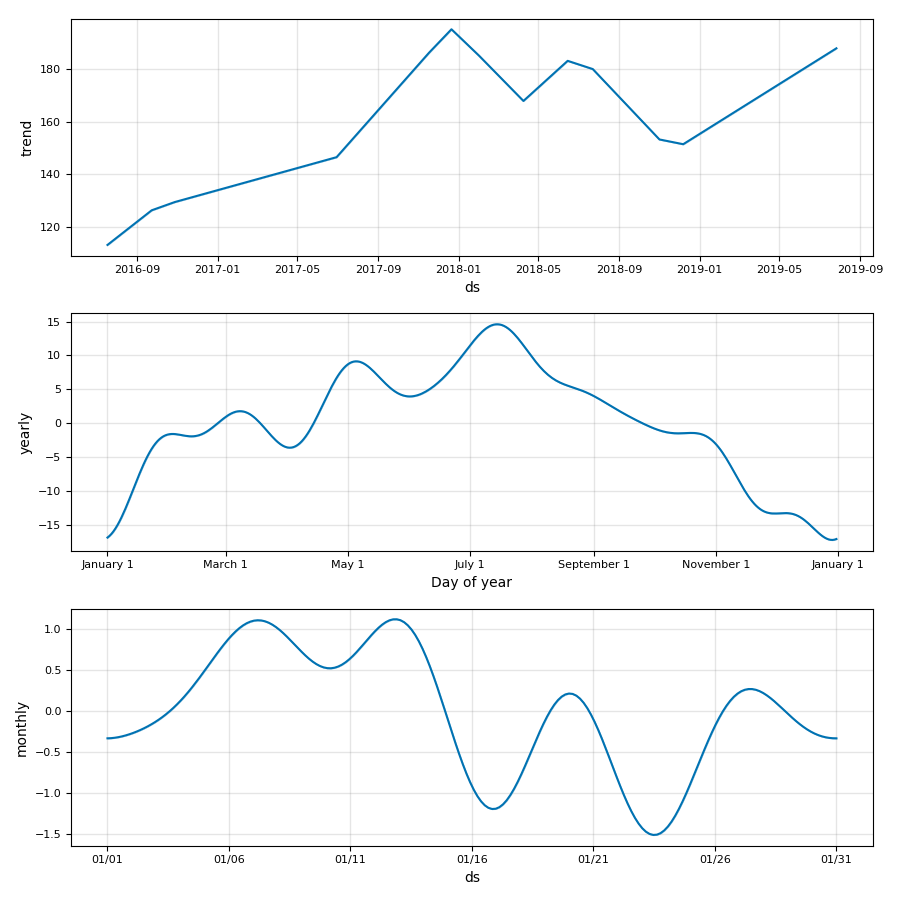 180
160
140
120
trend
2016-09 2017-01 2017-05 2017-09 2018-01 2018-05 2018-09 2019-01 2019-05 2019-09
ds
15
10
5
0
−5
−10
−15
yearly
January 1 March 1 May 1 July 1 September 1 November 1 January 1
Day of year
1.0
0.5
0.0
−0.5
−1.0
−1.5
monthly
01/01 01/06 01/11 01/16 01/21 01/26 01/31
ds